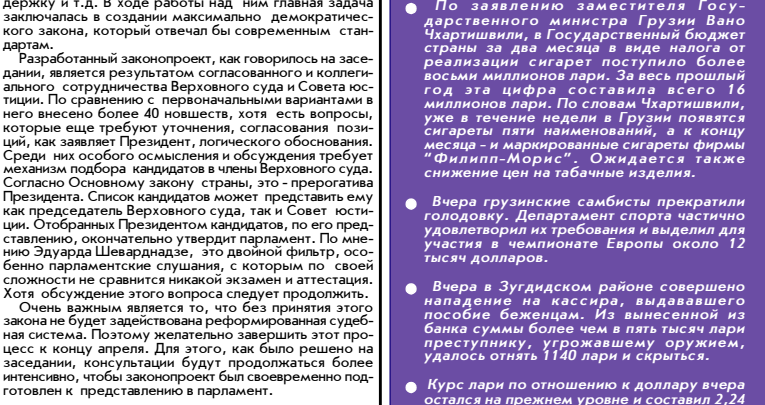 держку и т.д. В ходе работы над ним главная задача
заключалась в создании максимально демократичес-
кого закона, который отвечал бы современным стан-
дартам.
Разработанный законопроект, как говорилось на засе-
дании, является результатом согласованного и коллеги-
ального сотрудничества Верховного суда и Совета юс-
тиции. По сравнению с первоначальными вариантами в
него внесено более 40 новшеств, хотя есть вопросы,
которые еще требуют уточнения, согласования пози-
ций, как заявляет Президент, логического обоснования.
Среди них особого осмысления и обсуждения требует
механизм подбора кандидатов в члены Верховного суда.
Согласно Основному закону страны, это - прерогатива
Президента. Список кандидатов может представить ему
как председатель Верховного суда, так и Совет юсти-
ции. Отобранных Президентом кандидатов, по его пред-
ставлению, окончательно утвердит парламент. По мне-
нию Эдуарда Шеварднадзе, это двойной фильтр, осо-
бенно парламентские слушания, с которым по своей
сложности не сравнится никакой экзамен и аттестация.
Хотя обсуждение этого вопроса следует продолжить.
Очень важным является то, что без принятия этого
закона не будет задействована реформированная судеб-
ная система. Поэтому желательно завершить этот про-
цесс к концу апреля. Для этого, как было решено на
заседании, консультации будут продолжаться более
интенсивно, чтобы законопроект был своевременно под-
готовлен к представлению в парламент.
● По заявлению заместителя Госу-
дарственного министра Грузии Вано
Чхартишвили, в Государственный бюджет
страны за два месяца в виде налога от
реализации сигарет поступило более
восьми миллионов лари. За весь прошлый
год эта цифра составила всего 16
миллионов лари. По словам Чхартишвили,
уже в течение недели в Грузии появятся
сигареты пяти наименований, а к концу
месяца - и маркированные сигареты фирмы
"Филипп-Морис". Ожидается также
снижение цен на табачные изделия.
● Вчера грузинские самбисты прекратили
голодовку. Департамент спорта частично
удовлетворил их требования и выделил для
участия в чемпионате Европы около 12
тысяч долларов.
● Вчера в Зугдидском районе совершено
нападение на кассира, выдававшего
пособие беженцам. Из вынесенной из
банка суммы более чем в пять тысяч лари
преступнику, угрожавшему оружием,
удалось отнять 1140 лари и скрыться.
● Курс лари по отношению к доллару вчера
остался на прежнем уровне и составил 2,24